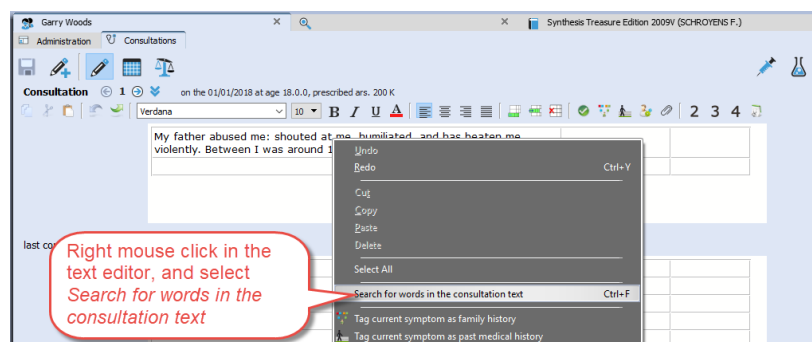 Garry Woods
Synthesis Treasure Edition 2009V (SCHROYENS F.)
Administration
Consultations
Consultation 1 on the 01/01/2018 at age 18.0.0, prescribed ars. 200 K
Verdana 10 B I U A 2 3 4
My father abused me: shouted at me, humiliated, and has beaten me
violently. Between I was around 1
Undo
Redo Ctrl+Y
Cut
Copy
Paste
Delete
Select All
last co
Right mouse click in the
text editor, and select
Search for words in the
consultation text
Search for words in the consultation text Ctrl+F
Tag current symptom as family history
Tag current symptom as past medical history